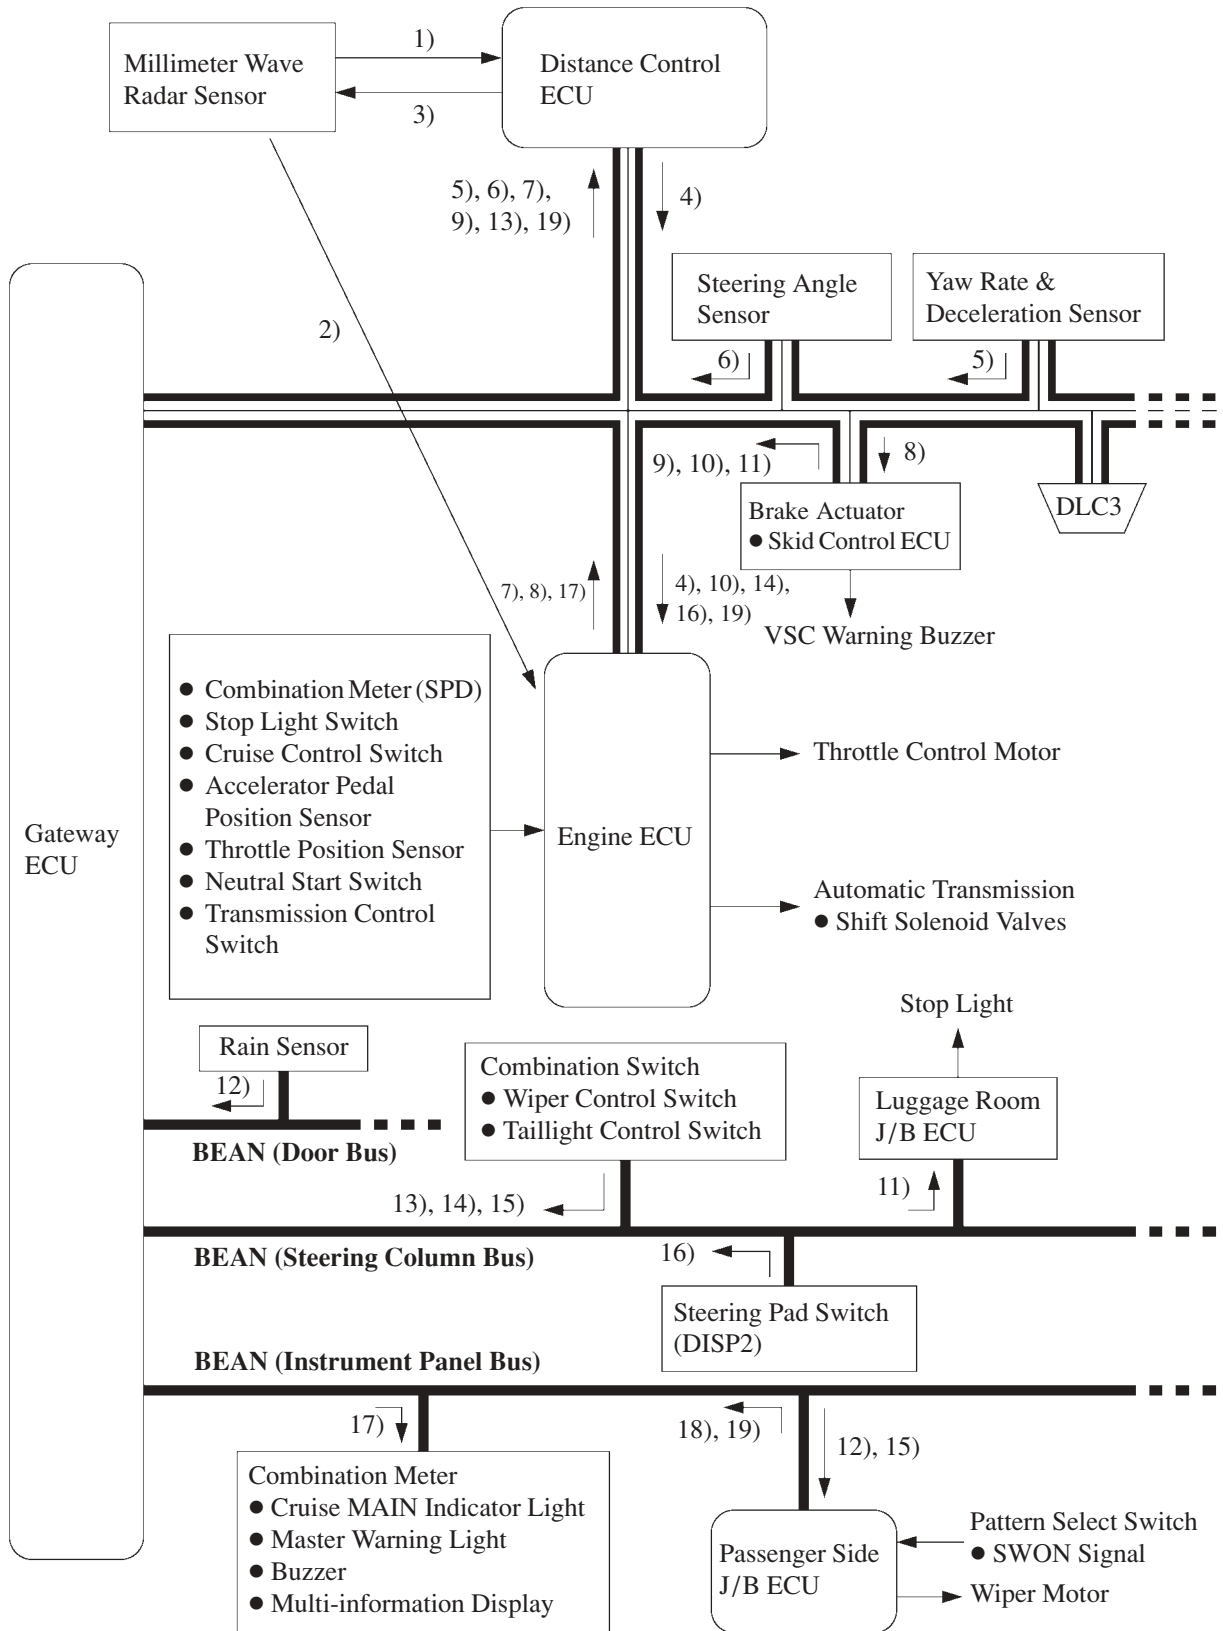 1)
Millimeter Wave
Radar Sensor
Distance Control
ECU
3)
5), 6), 7),
9), 13), 19)
4)
Steering Angle
Sensor
Yaw Rate &
Deceleration Sensor
2)
6)
5)
9), 10), 11)
8)
Brake Actuator
● Skid Control ECU
DLC3
7), 8), 17)
4), 10), 14),
16), 19)
VSC Warning Buzzer
● Combination Meter (SPD)
● Stop Light Switch
● Cruise Control Switch
● Accelerator Pedal
Position Sensor
● Throttle Position Sensor
● Neutral Start Switch
● Transmission Control
Switch
Gateway
ECU
Engine ECU
Throttle Control Motor
Automatic Transmission
● Shift Solenoid Valves
Stop Light
Rain Sensor
12)
BEAN (Door Bus)
Combination Switch
● Wiper Control Switch
● Taillight Control Switch
Luggage Room
J/B ECU
13), 14), 15)
11)
BEAN (Steering Column Bus)
16)
Steering Pad Switch
(DISP2)
BEAN (Instrument Panel Bus)
17)
18), 19)
12), 15)
Combination Meter
● Cruise MAIN Indicator Light
● Master Warning Light
● Buzzer
● Multi-information Display
Passenger Side
J/B ECU
Pattern Select Switch
● SWON Signal
Wiper Motor